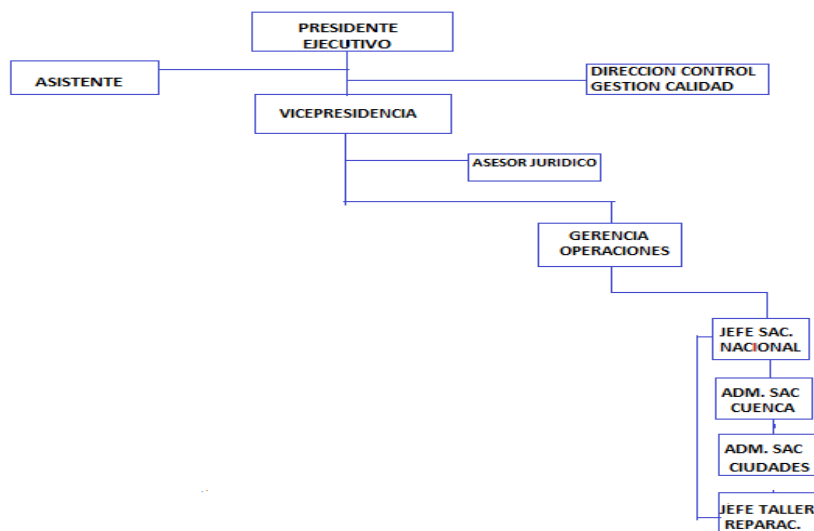 PRESIDENTE
EJECUTIVO
ASISTENTE
DIRECCION CONTROL
GESTION CALIDAD
VICEPRESIDENCIA
ASESOR JURIDICO
GERENCIA
OPERACIONES
JEFE SAC.
NACIONAL
ADM. SAC
CUENCA
ADM. SAC
CIUDADES
JEFE TALLER
REPARAC.